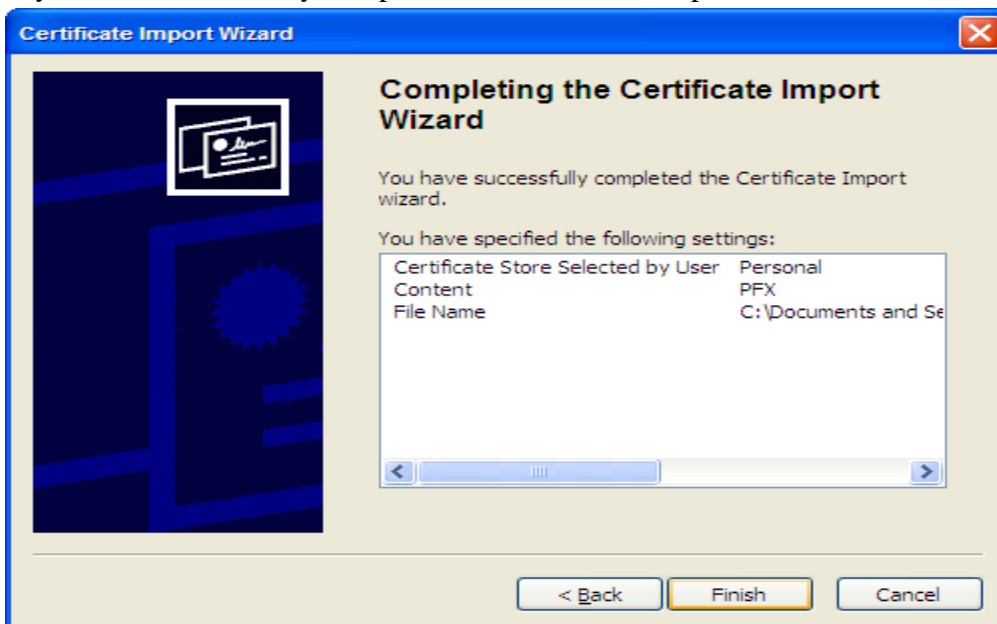 Certificate Import Wizard
Completing the Certificate Import
Wizard
You have successfully completed the Certificate Import
wizard.
You have specified the following settings:
Certificate Store Selected by User Personal
Content PFX
File Name C:\Documents and Se
< Back Finish Cancel